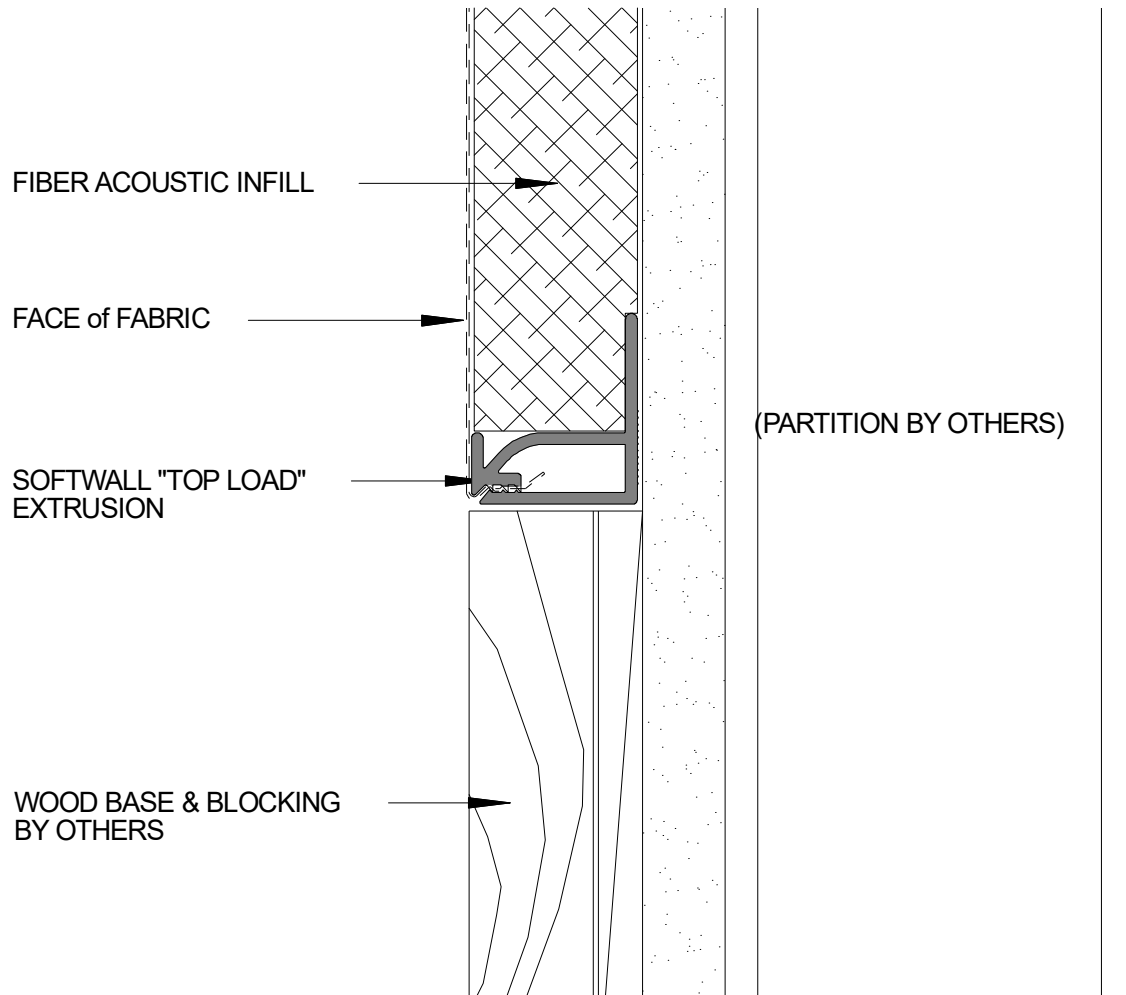 FIBER ACOUSTIC INFILL
FACE of FABRIC
(PARTITION BY OTHERS)
SOFTWALL "TOP LOAD"
EXTRUSION
WOOD BASE & BLOCKING
BY OTHERS